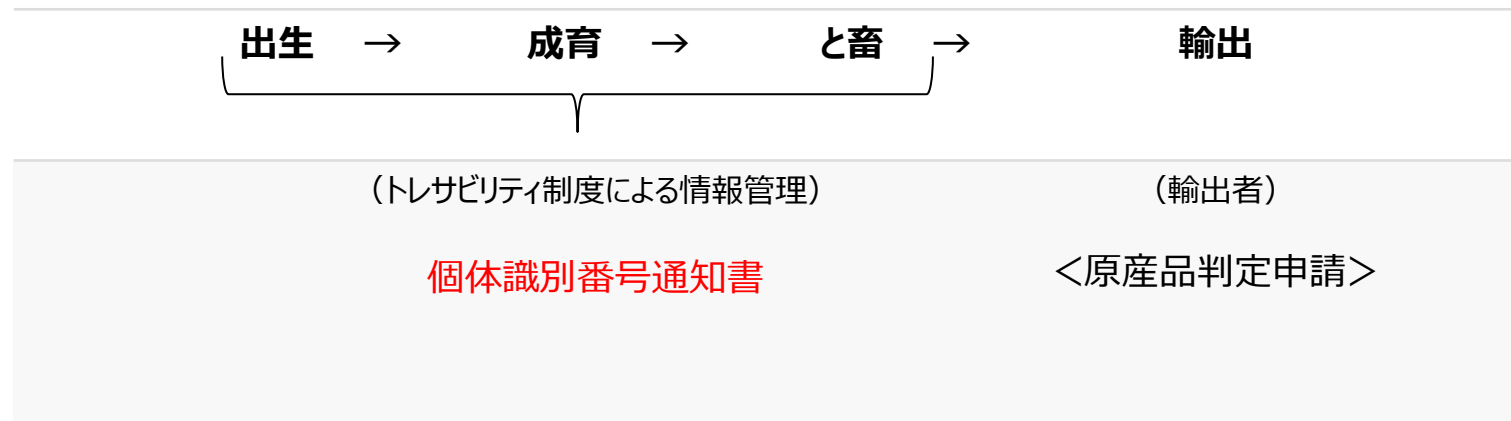 出生 → 成育 → と畜 → 輸出
（トレサビリティ制度による情報管理） （輸出者）
個体識別番号通知書 ＜原産品判定申請＞